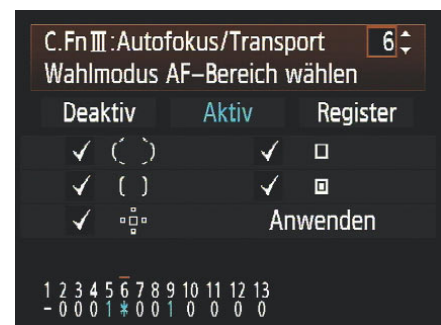 C.Fn III :Autofokus/Transport 6
Wahlmodus AF-Bereich wählen
Deaktiv Aktiv Register
Anwenden
1 2 3 4 5 6 7 8 9 10 11 12 13
- 0 0 0 1 * 0 0 1 0 0 0 0